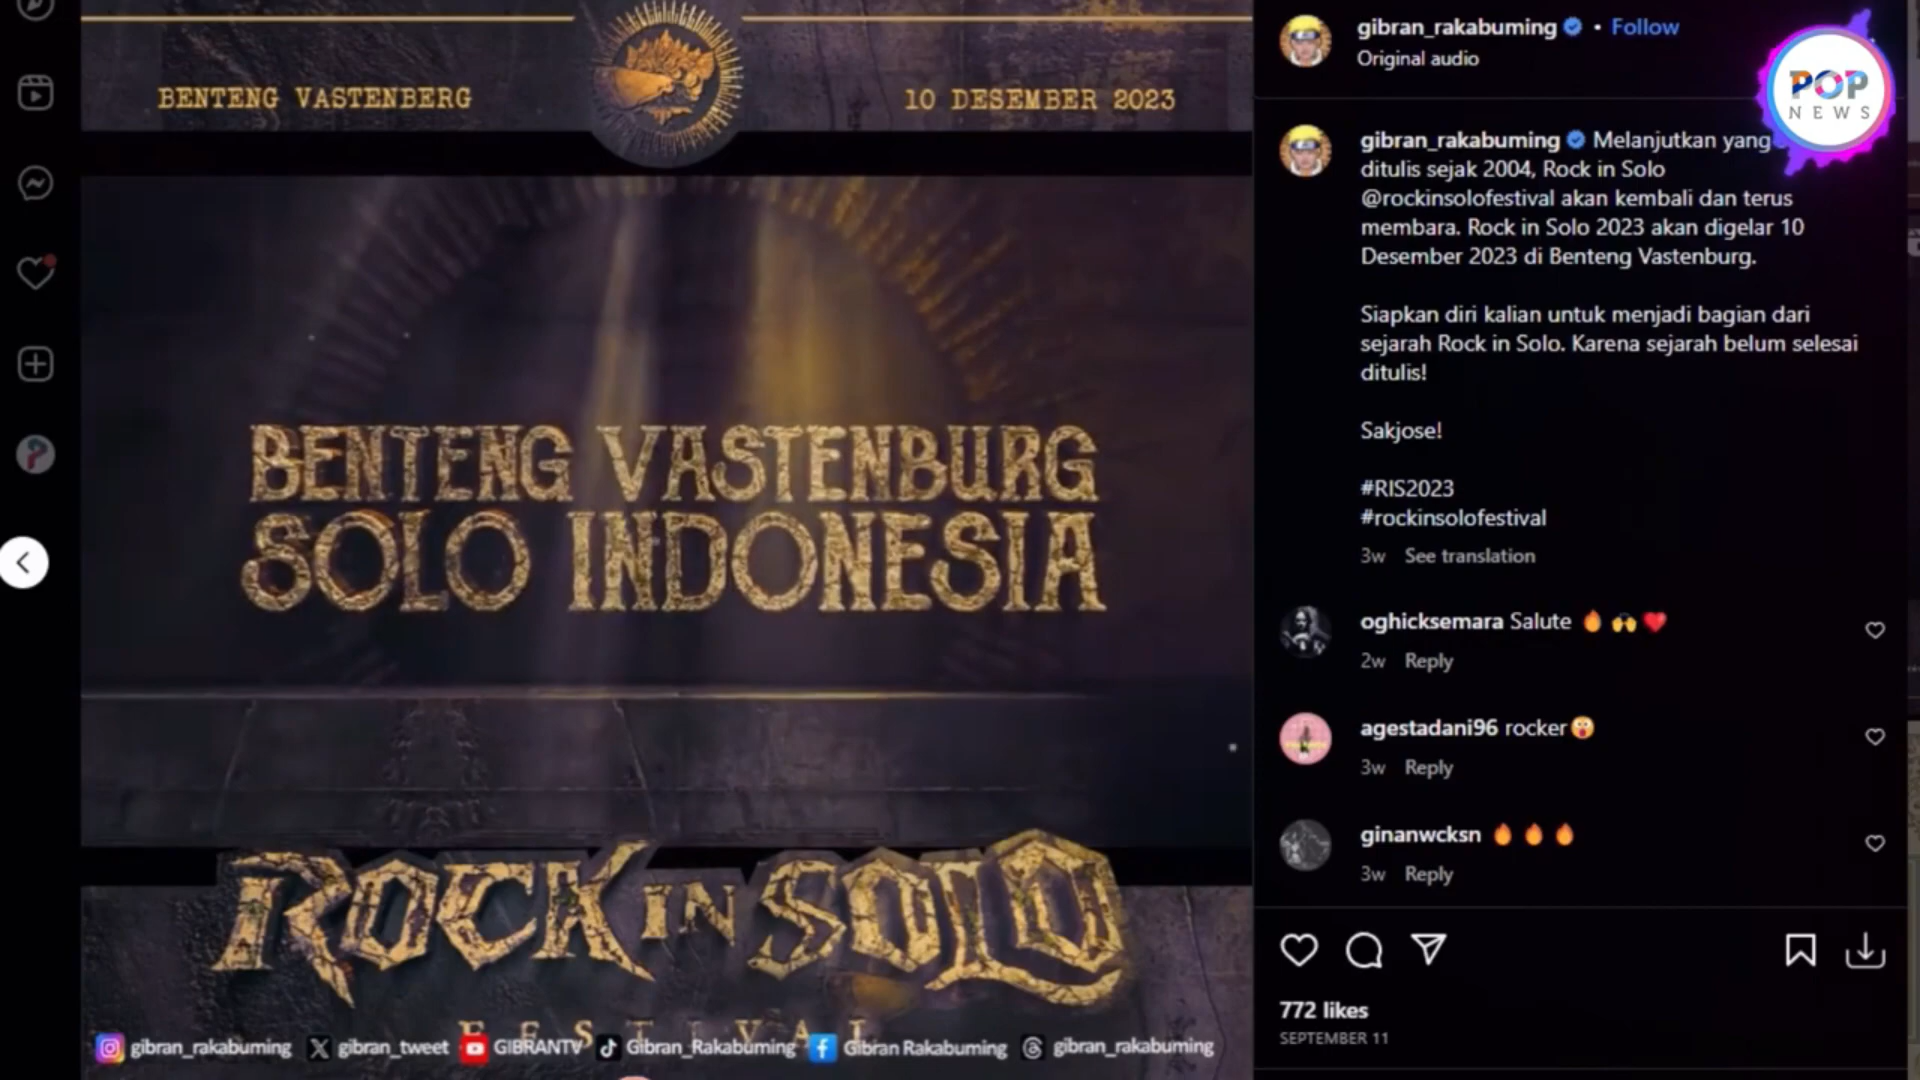 BENTENG VASTENBERG
10 DESEMBER 2023
BENTENG VASTENBURG
SOLO INDONESIA
ROCK IN SOLO
FESTIVAL
gibran_rakabuming
gibran_tweet
GIBRANTV
Gibran_Rakabuming
Gibran Rakabuming
gibran_rakabuming
gibran_rakabuming • Follow
Original audio
POP
NEWS
gibran_rakabuming Melanjutkan yang
ditulis sejak 2004, Rock in Solo
@rockinsolofestival akan kembali dan terus
membara. Rock in Solo 2023 akan digelar 10
Desember 2023 di Benteng Vastenburg.
Siapkan diri kalian untuk menjadi bagian dari
sejarah Rock in Solo. Karena sejarah belum selesai
ditulis!
Sakjose!
#RIS2023
#rockinsolofestival
3w See translation
oghicksemara Salute 🔥🙌❤️
2w Reply
agestadani96 rocker😲
3w Reply
ginanwcksn 🔥🔥🔥
3w Reply
772 likes
SEPTEMBER 11